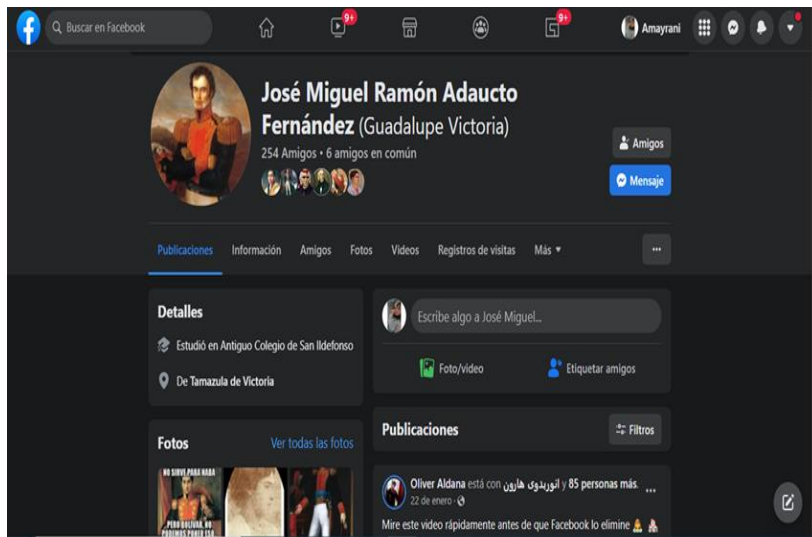 Buscar en Facebook
9+
9+
Amayrani
José Miguel Ramón Adaucto
Fernández (Guadalupe Victoria)
254 Amigos • 6 amigos en común
Amigos
Mensaje
Publicaciones Información Amigos Fotos Videos Registros de visitas Más
Detalles
Estudió en Antiguo Colegio de San Ildefonso
De Tamazula de Victoria
Escribe algo a José Miguel...
Foto/video Etiquetar amigos
Publicaciones
Filtros
Fotos
Ver todas las fotos
NO SIRVE PARA NADA
PERO BOLIVAR, NO
PODEMOS PONER ESO
Oliver Aldana está con انوريدوى هارون y 85 personas más.
22 de enero
Mire este video rápidamente antes de que Facebook lo elimine